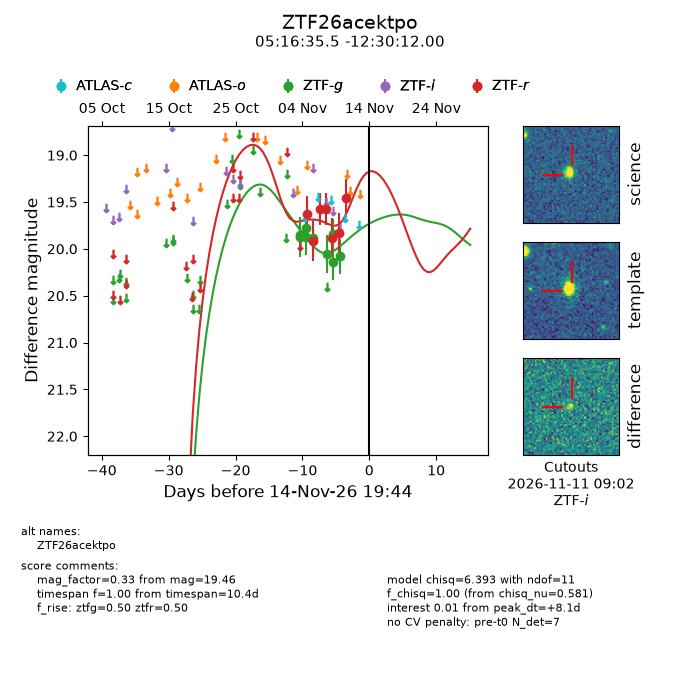 ZTF26acektpo
05:16:35.5 -12:30:12.00
ATLAS-c
ATLAS-o
ZTF-g
ZTF-i
ZTF-r
05 Oct
15 Oct
25 Oct
04 Nov
14 Nov
24 Nov
19.0
19.5
20.0
20.5
21.0
21.5
22.0
Difference magnitude
−40
−30
−20
−10
0
10
Days before 14-Nov-26 19:44
science
template
difference
Cutouts
2026-11-11 09:02
ZTF-i
alt names:
ZTF26acektpo
score comments:
mag_factor=0.33 from mag=19.46
timespan f=1.00 from timespan=10.4d
f_rise: ztfg=0.50 ztfr=0.50
model chisq=6.393 with ndof=11
f_chisq=1.00 (from chisq_nu=0.581)
interest 0.01 from peak_dt=+8.1d
no CV penalty: pre-t0 N_det=7